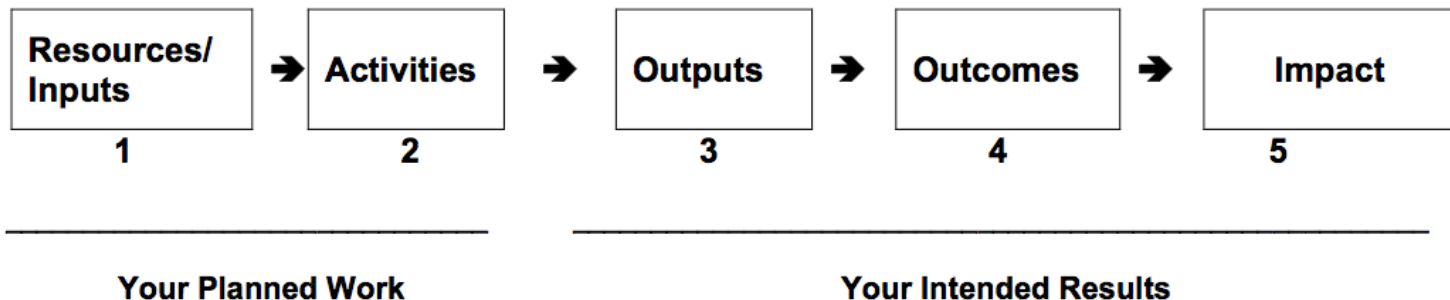 Resources/
Inputs
Activities
Outputs
Outcomes
Impact
1
2
3
4
5
Your Planned Work
Your Intended Results